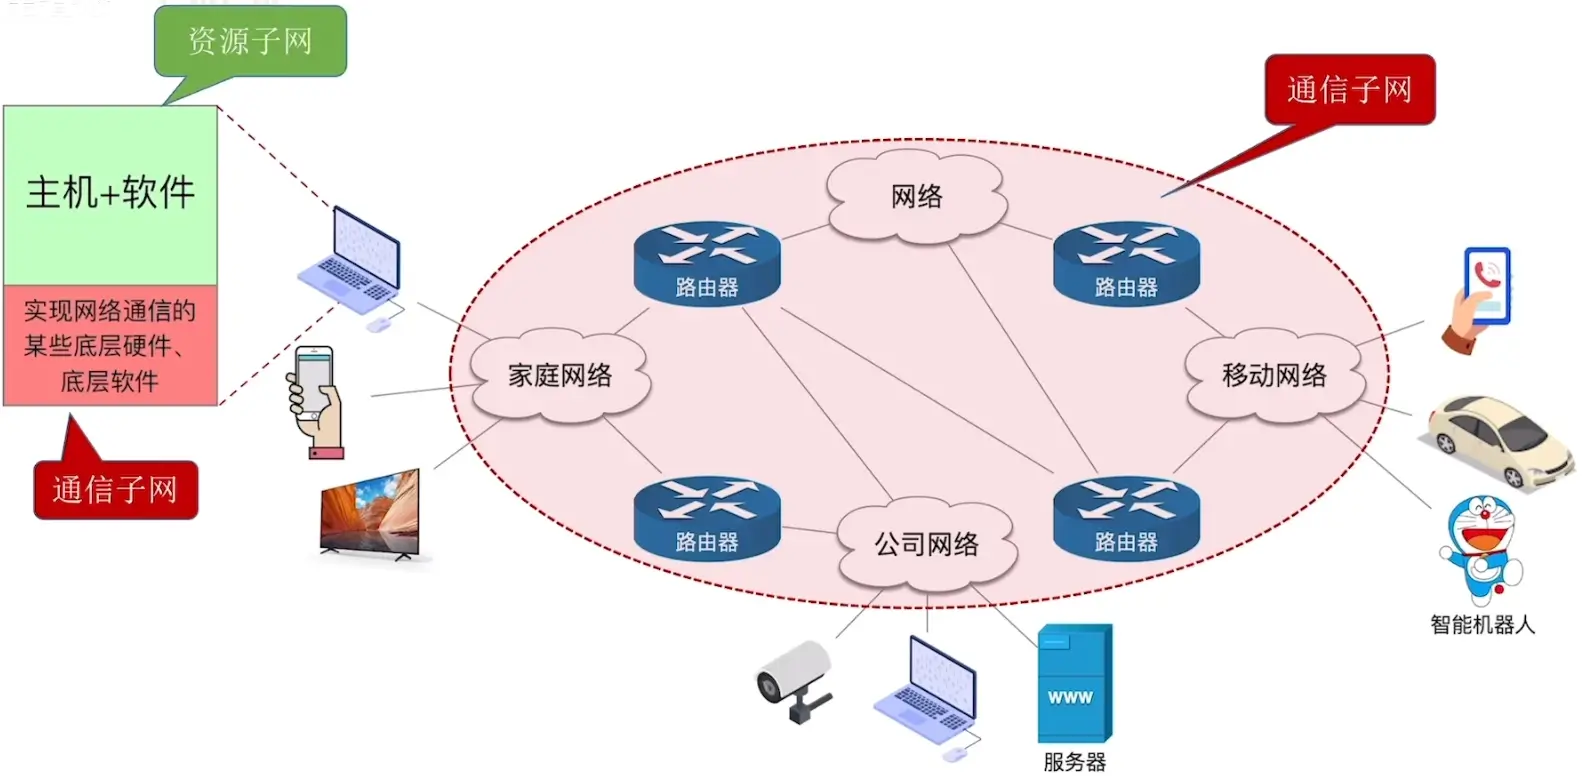 资源子网
通信子网
主机+软件
网络
路由器
路由器
实现网络通信的
某些底层硬件、
底层软件
家庭网络
移动网络
通信子网
路由器
公司网络
路由器
智能机器人
www
服务器